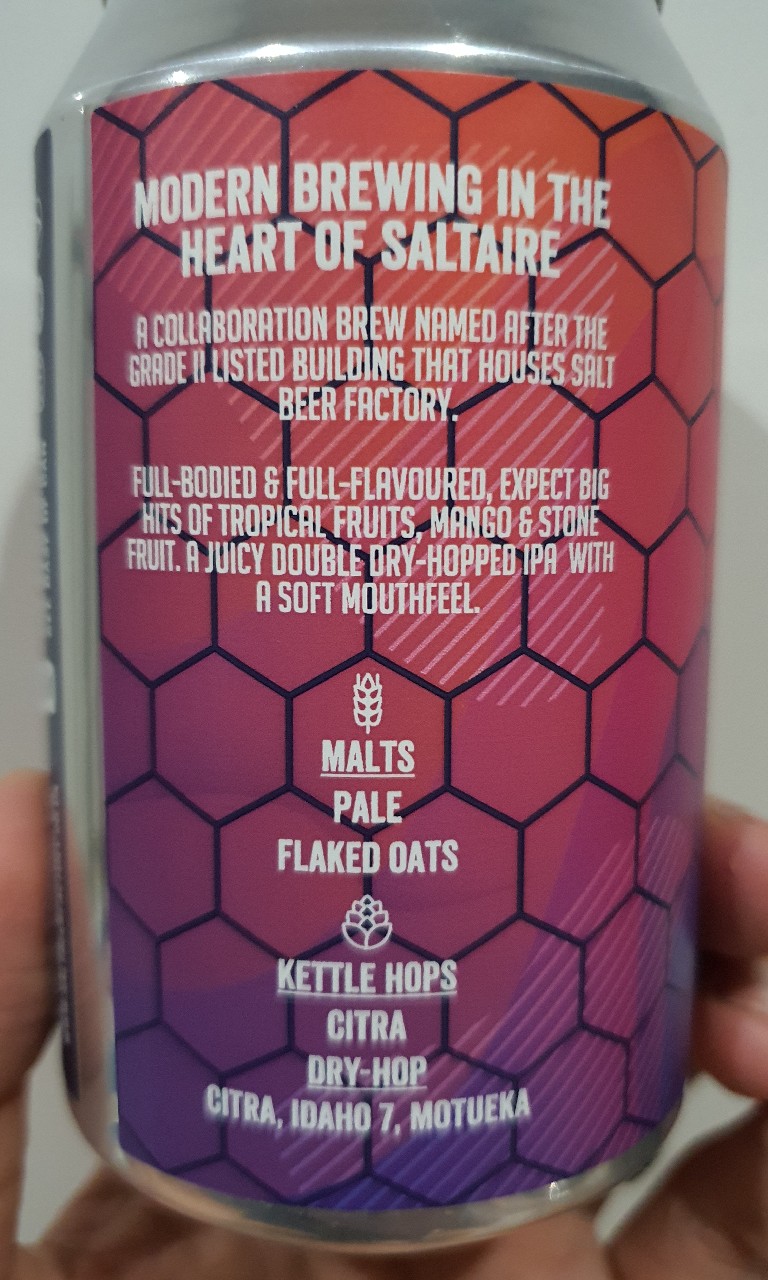 MODERN BREWING IN THE
HEART OF SALTAIRE
A COLLABORATION BREW NAMED AFTER THE
GRADE II LISTED BUILDING THAT HOUSES SALT
BEER FACTORY.
FULL-BODIED & FULL-FLAVOURED, EXPECT BIG
HITS OF TROPICAL FRUITS, MANGO & STONE
FRUIT. A JUICY DOUBLE DRY-HOPPED IPA WITH
A SOFT MOUTHFEEL.
MALTS
PALE
FLAKED OATS
KETTLE HOPS
CITRA
DRY-HOP
CITRA, IDAHO 7, MOTUEKA